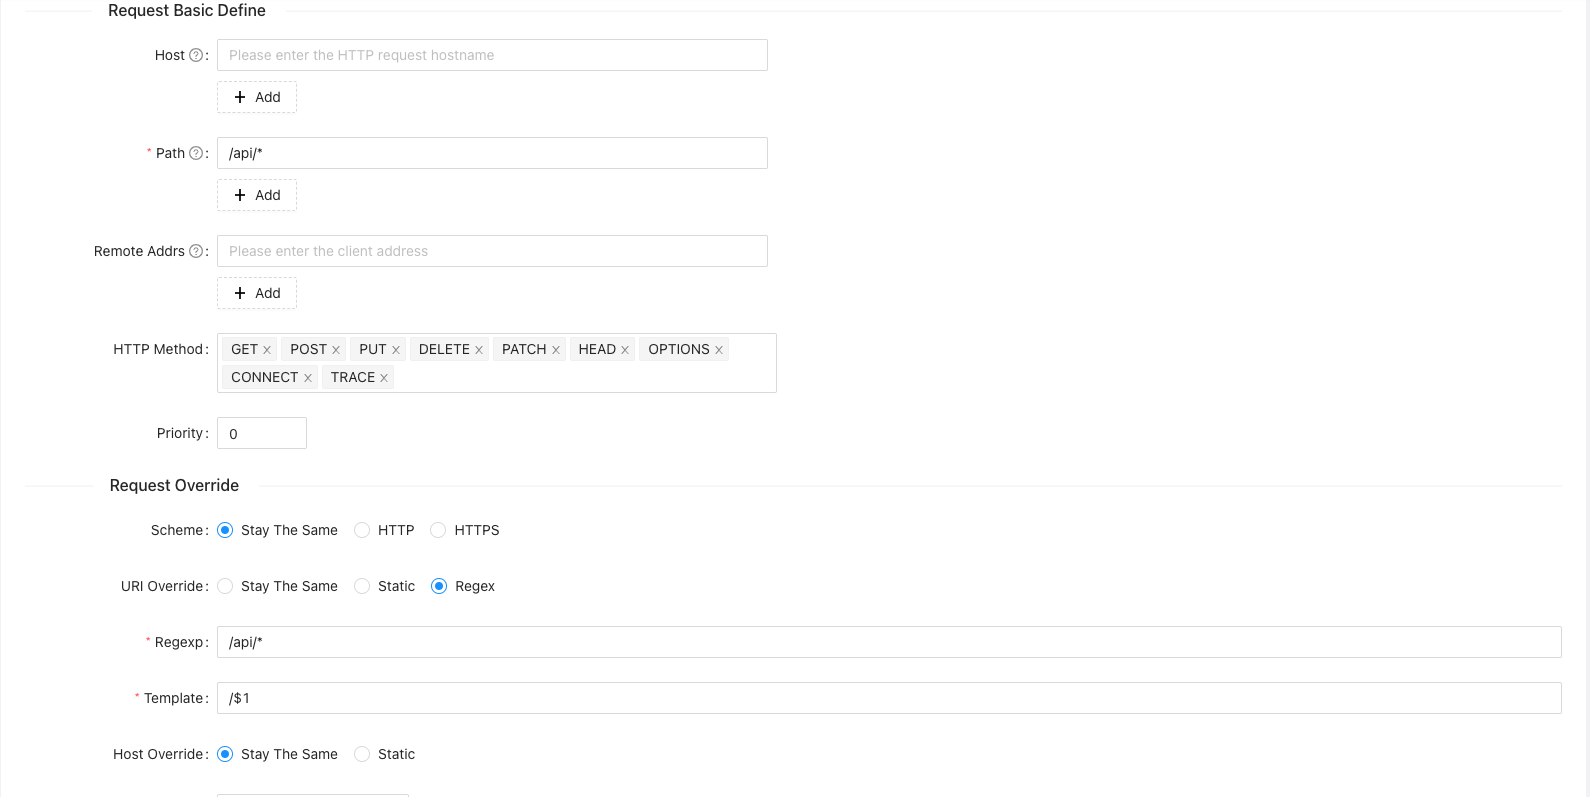 Request Basic Define
Host ? : Please enter the HTTP request hostname
+ Add
* Path ? : /api/*
+ Add
Remote Addrs ? : Please enter the client address
+ Add
HTTP Method : GET × POST × PUT × DELETE × PATCH × HEAD × OPTIONS ×
CONNECT × TRACE ×
Priority : 0
Request Override
Scheme : Stay The Same HTTP HTTPS
URI Override : Stay The Same Static Regex
* Regexp : /api/*
* Template : /$1
Host Override : Stay The Same Static